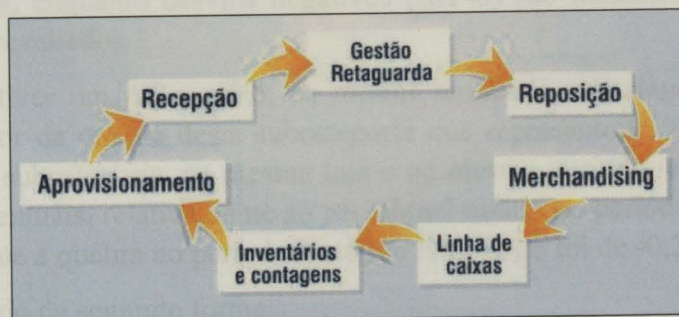 Gestão
Retaguarda
Recepção
Reposição
Aprovisionamento
Merchandising
Inventários
e contagens
Linha de
caixas